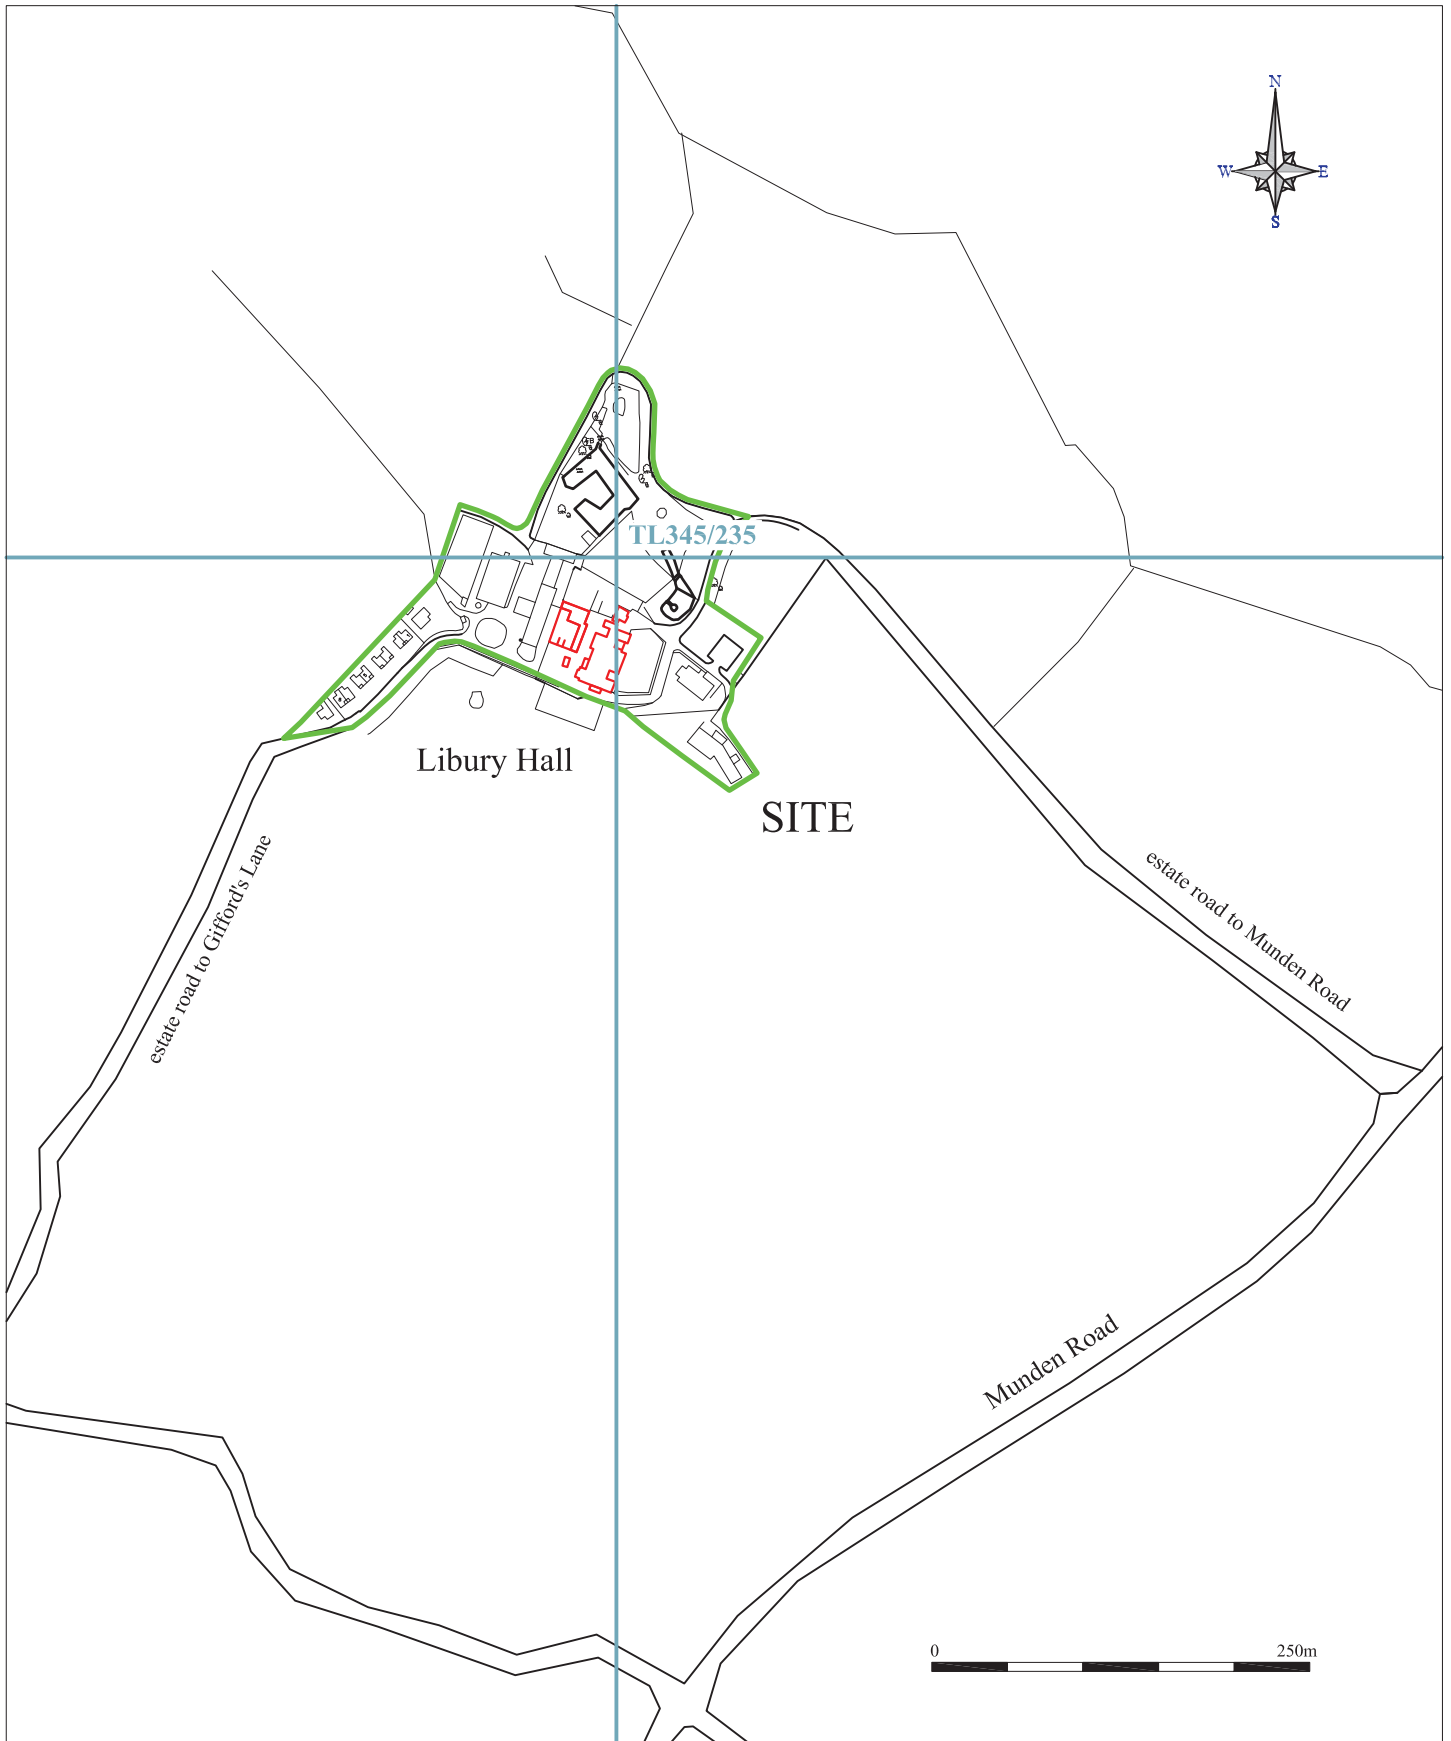 N
W E
S
TL345/235
Libury Hall
SITE
estate road to Gifford's Lane
estate road to Munden Road
Munden Road
0 250m